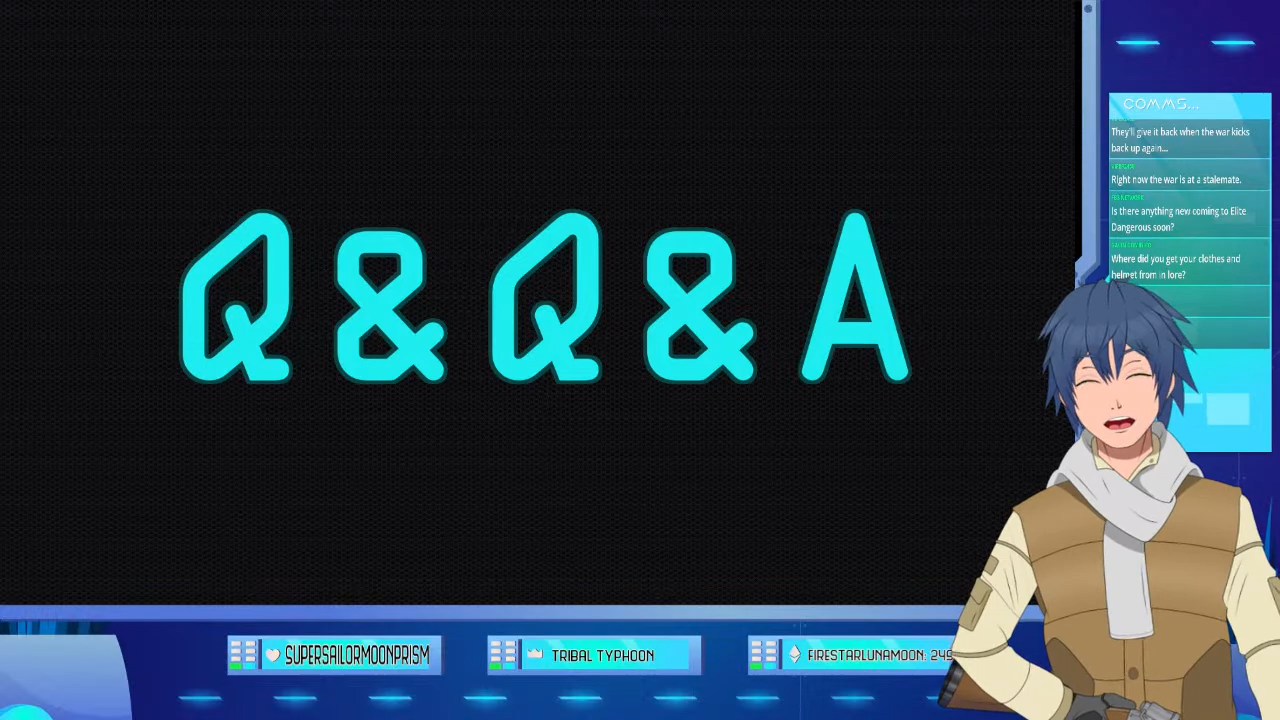 Q&Q&A
COMMS...
They'll give it back when the war kicks
back up again...
Right now the war is at a stalemate.
Is there anything new coming to Elite
Dangerous soon?
Where did you get your clothes and
helmet from in lore?
SUPERSAILORMOONPRISM
TRIBAL TYPHOON
FIRESTARLUNAMOON: